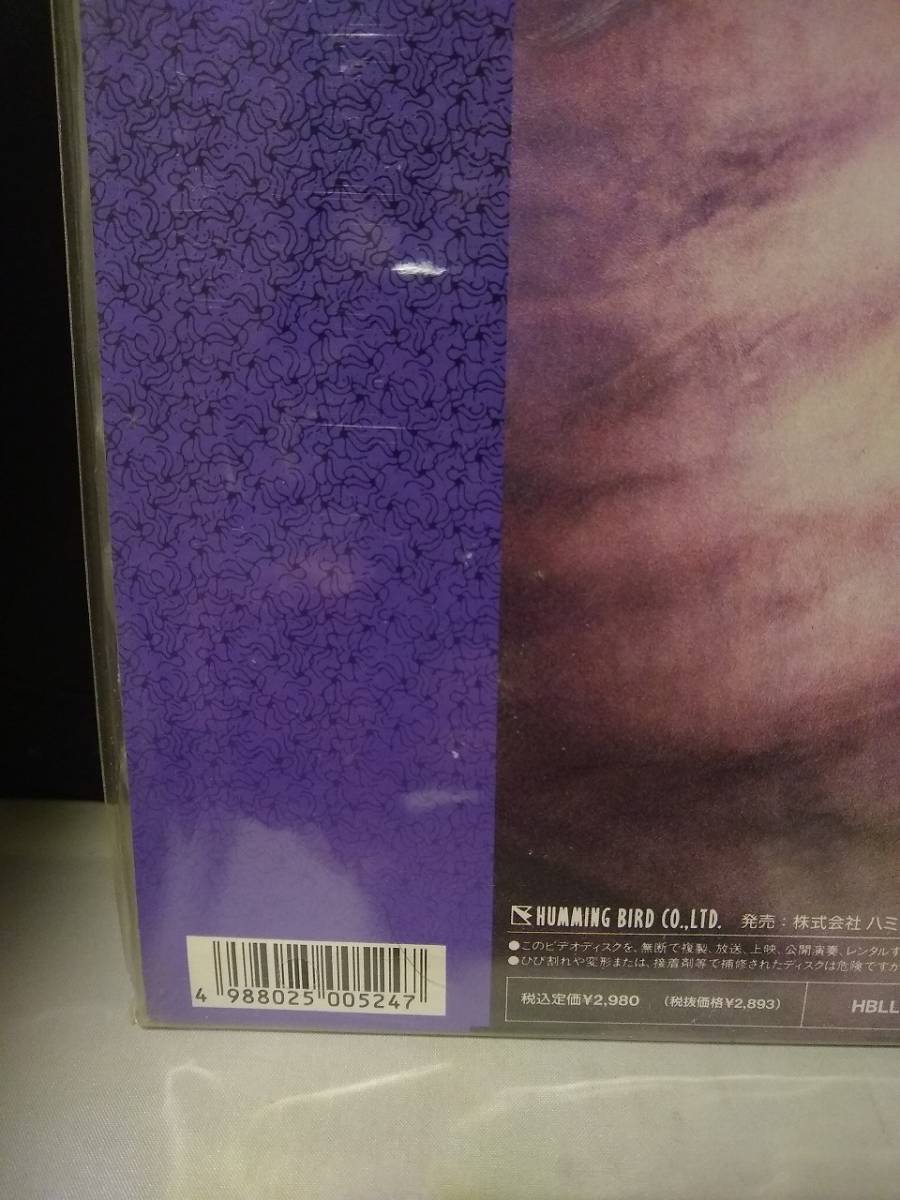 HUMMING BIRD CO.,LTD. 発売：株式会社 ハミ
●このビデオディスクを、無断で複製、放送、上映、公開演奏、レンタルす
●ひび割れや変形または、接着剤等で補修されたディスクは危険ですか
税込定価¥2,980 （税抜価格¥2,893） HBLL
4 988025 005247